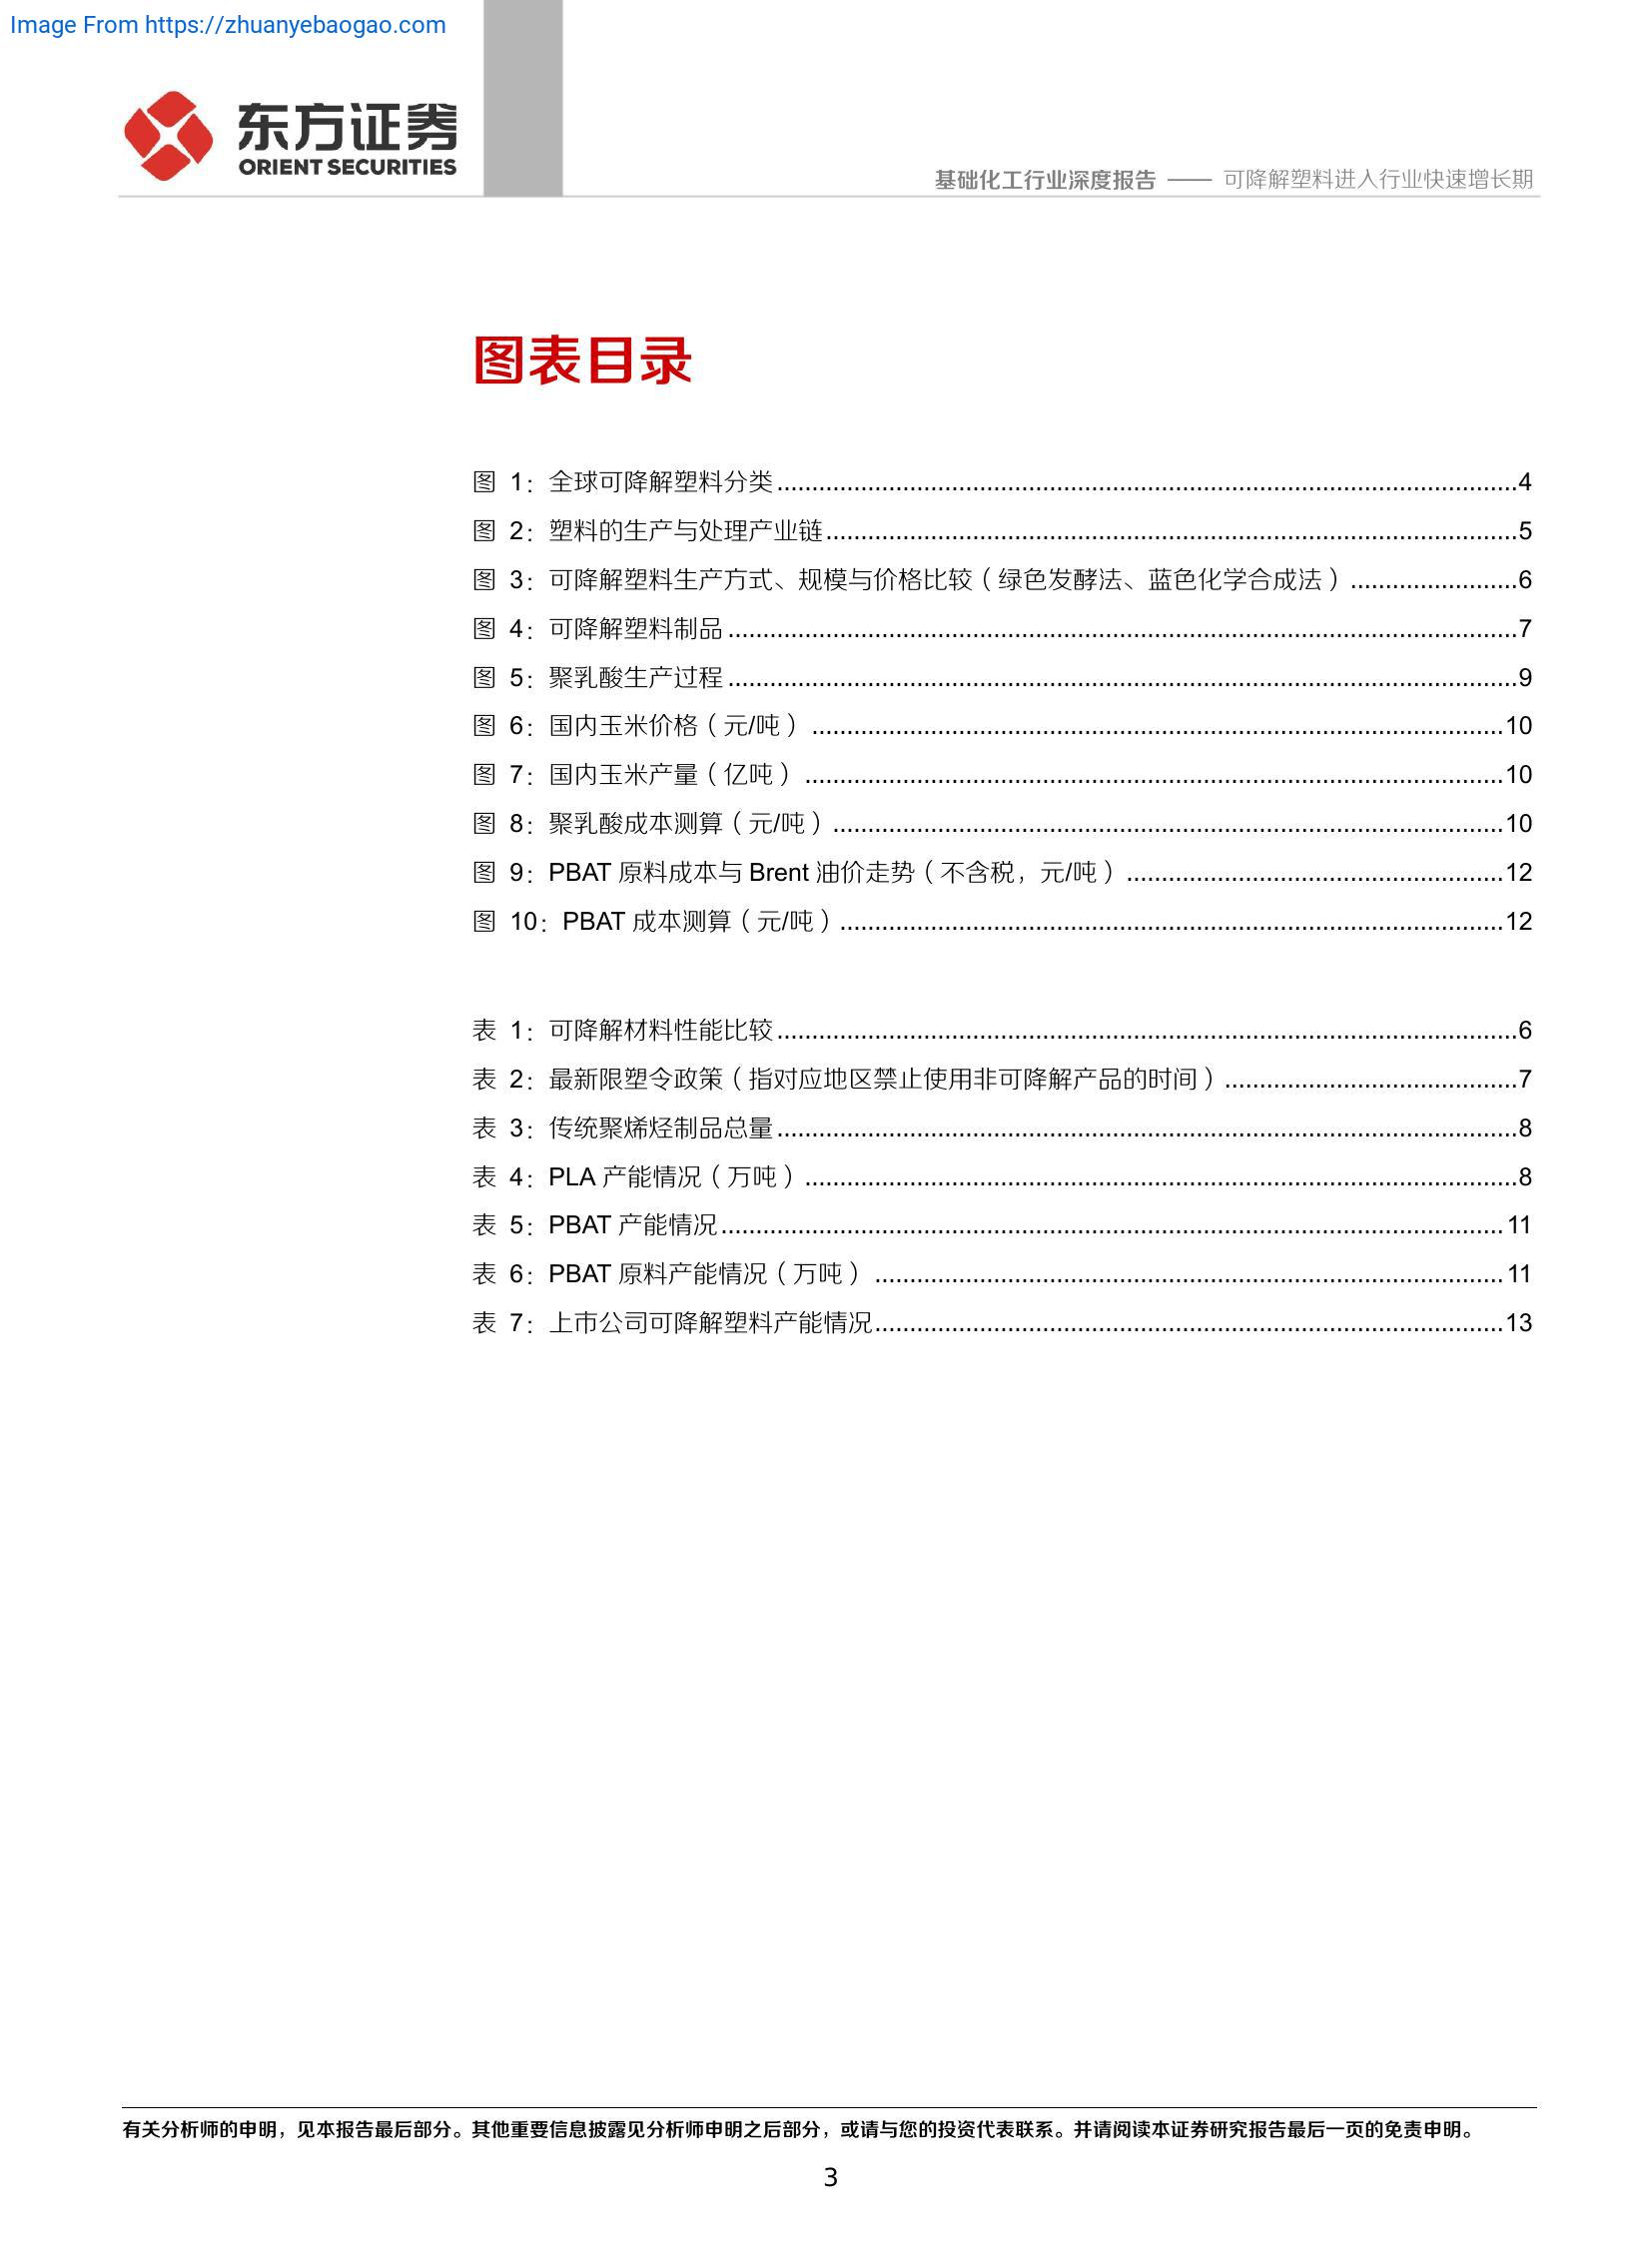 Image From https://zhuanyebaogao.com
东方证券
ORIENT SECURITIES
基础化工行业深度报告 —— 可降解塑料进入行业快速增长期
图表目录
图 1：全球可降解塑料分类..........4
图 2：塑料的生产与处理产业链..........5
图 3：可降解塑料生产方式、规模与价格比较（绿色发酵法、蓝色化学合成法）..........6
图 4：可降解塑料制品..........7
图 5：聚乳酸生产过程..........9
图 6：国内玉米价格（元/吨）..........10
图 7：国内玉米产量（亿吨）..........10
图 8：聚乳酸成本测算（元/吨）..........10
图 9：PBAT 原料成本与 Brent 油价走势（不含税，元/吨）..........12
图 10：PBAT 成本测算（元/吨）..........12
表 1：可降解材料性能比较..........6
表 2：最新限塑令政策（指对应地区禁止使用非可降解产品的时间）..........7
表 3：传统聚烯烃制品总量..........8
表 4：PLA 产能情况（万吨）..........8
表 5：PBAT 产能情况..........11
表 6：PBAT 原料产能情况（万吨）..........11
表 7：上市公司可降解塑料产能情况..........13
有关分析师的申明，见本报告最后部分。其他重要信息披露见分析师申明之后部分，或请与您的投资代表联系。并请阅读本证券研究报告最后一页的免责申明。
3